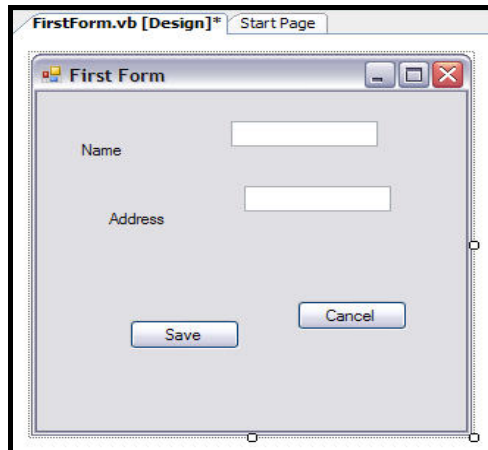 FirstForm.vb [Design]* Start Page
First Form
Name
Address
Cancel
Save